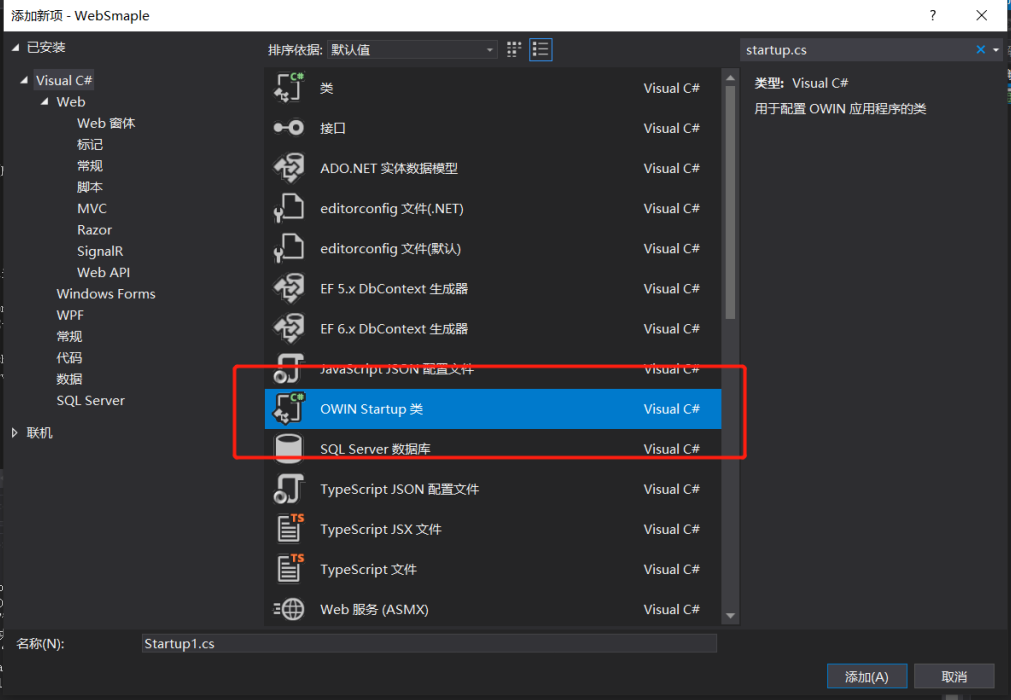 添加新项 - WebSmaple
?
已安装
排序依据: 默认值
startup.cs
Visual C#
Web
Web 窗体
标记
常规
脚本
MVC
Razor
SignalR
Web API
Windows Forms
WPF
常规
代码
数据
SQL Server
联机
类 Visual C#
接口 Visual C#
ADO.NET 实体数据模型 Visual C#
editorconfig 文件(.NET) Visual C#
editorconfig 文件(默认) Visual C#
EF 5.x DbContext 生成器 Visual C#
EF 6.x DbContext 生成器 Visual C#
JavaScript JSON 配置文件 Visual C#
OWIN Startup 类 Visual C#
SQL Server 数据库 Visual C#
TypeScript JSON 配置文件 Visual C#
TypeScript JSX 文件 Visual C#
TypeScript 文件 Visual C#
Web 服务 (ASMX) Visual C#
类型: Visual C#
用于配置 OWIN 应用程序的类
名称(N): Startup1.cs
添加(A) 取消